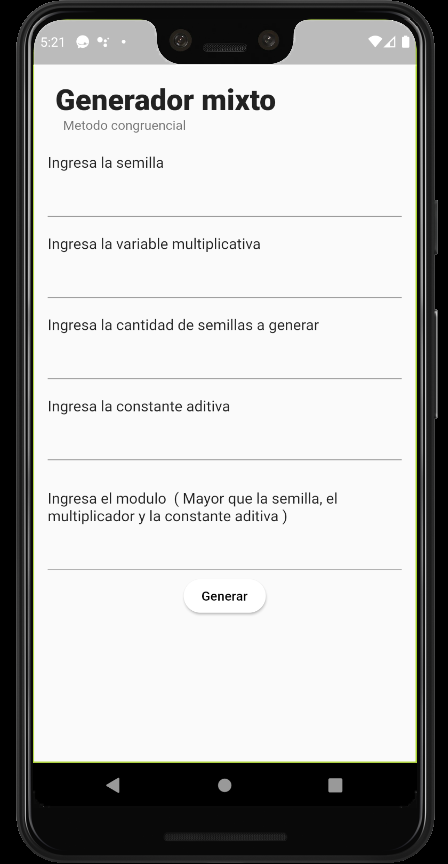 5:21
Generador mixto
Metodo congruencial
Ingresa la semilla
Ingresa la variable multiplicativa
Ingresa la cantidad de semillas a generar
Ingresa la constante aditiva
Ingresa el modulo  ( Mayor que la semilla, el
multiplicador y la constante aditiva )
Generar